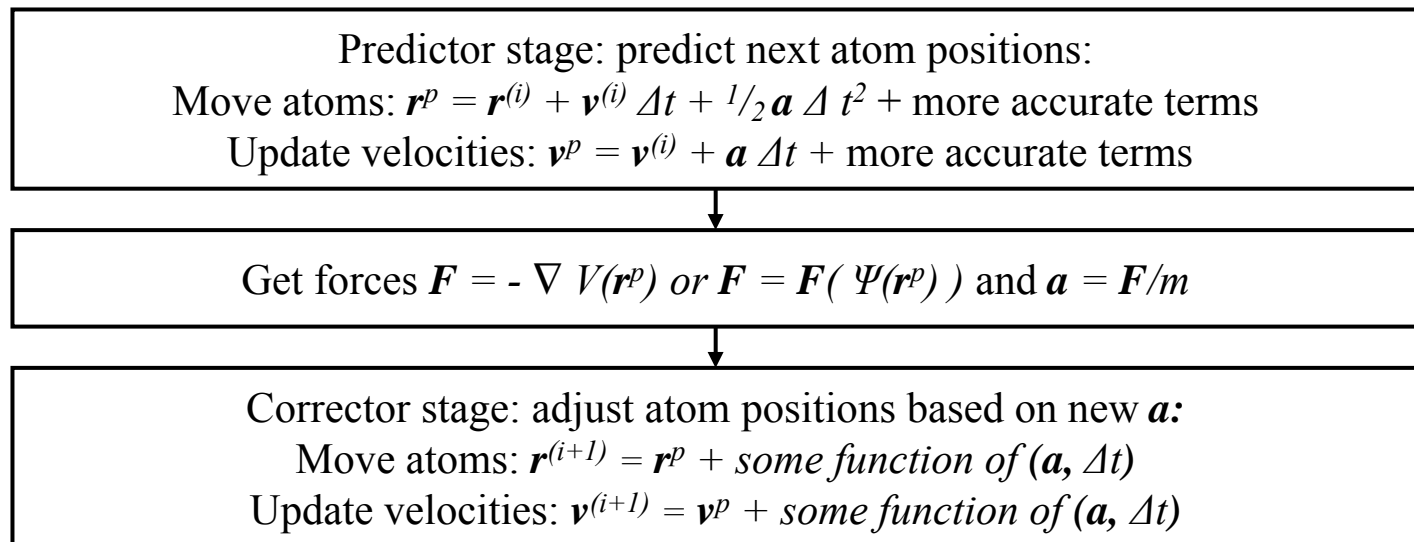 Predictor stage: predict next atom positions:
Move atoms: r^p = r^(i) + v^(i) Δt + 1/2 a Δ t^2 + more accurate terms
Update velocities: v^p = v^(i) + a Δt + more accurate terms
Get forces F = - ∇ V(r^p) or F = F( Ψ(r^p) ) and a = F/m
Corrector stage: adjust atom positions based on new a:
Move atoms: r^(i+1) = r^p + some function of (a, Δt)
Update velocities: v^(i+1) = v^p + some function of (a, Δt)